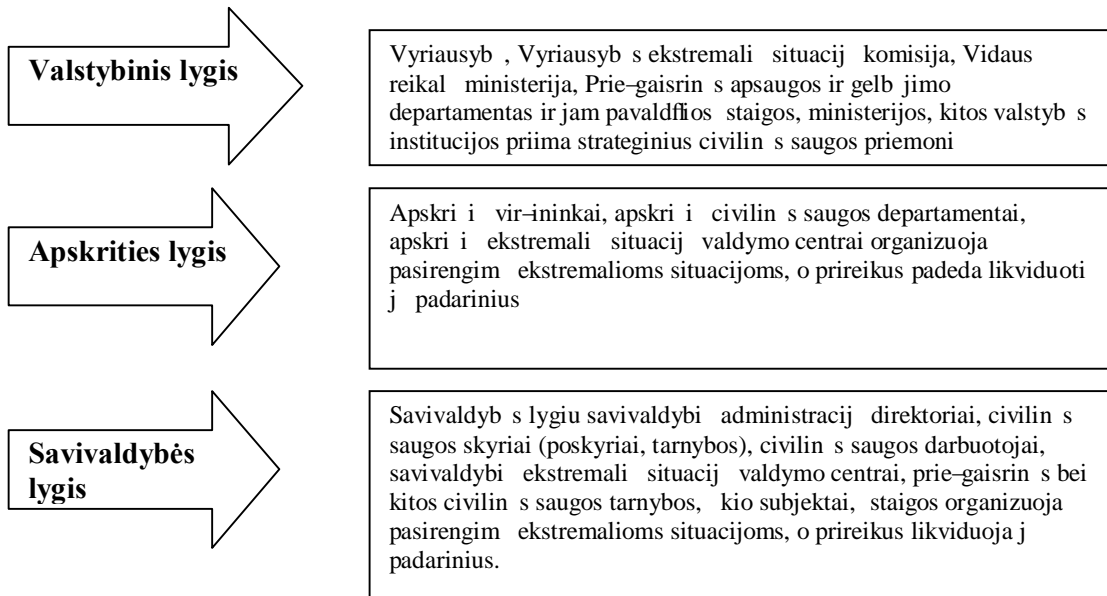 Valstybinis lygis
Vyriausyb , Vyriausyb s ekstremali situacij komisija, Vidaus
reikal ministerija, Prie–gaisrin s apsaugos ir gelb jimo
departamentas ir jam pavaldflios staigos, ministerijos, kitos valstyb s
institucijos priima strateginius civilin s saugos priemoni
Apskrities lygis
Apskri i vir–ininkai, apskri i civilin s saugos departamentai,
apskri i ekstremali situacij valdymo centrai organizuoja
pasirengim ekstremalioms situacijoms, o prireikus padeda likviduoti
j padarinius
Savivaldybės
lygis
Savivaldyb s lygiu savivaldybi administracij direktoriai, civilin s
saugos skyriai (poskyriai, tarnybos), civilin s saugos darbuotojai,
savivaldybi ekstremali situacij valdymo centrai, prie–gaisrin s bei
kitos civilin s saugos tarnybos, kio subjektai, staigos organizuoja
pasirengim ekstremalioms situacijoms, o prireikus likviduoja j
padarinius.